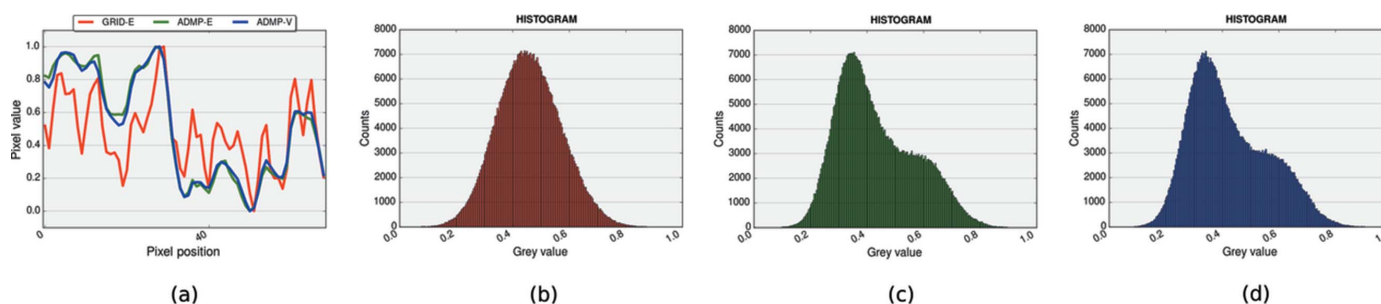 GRID-E ADMP-E ADMP-V
1.0
0.8
0.6
0.4
0.2
0.0
Pixel value
0 40
Pixel position
(a)
HISTOGRAM
8000
7000
6000
5000
4000
3000
2000
1000
0
Counts
0.0 0.2 0.4 0.6 0.8 1.0
Grey value
(b)
HISTOGRAM
8000
7000
6000
5000
4000
3000
2000
1000
0
Counts
0.0 0.2 0.4 0.6 0.8 1.0
Grey value
(c)
HISTOGRAM
8000
7000
6000
5000
4000
3000
2000
1000
0
Counts
0.0 0.2 0.4 0.6 0.8 1.0
Grey value
(d)